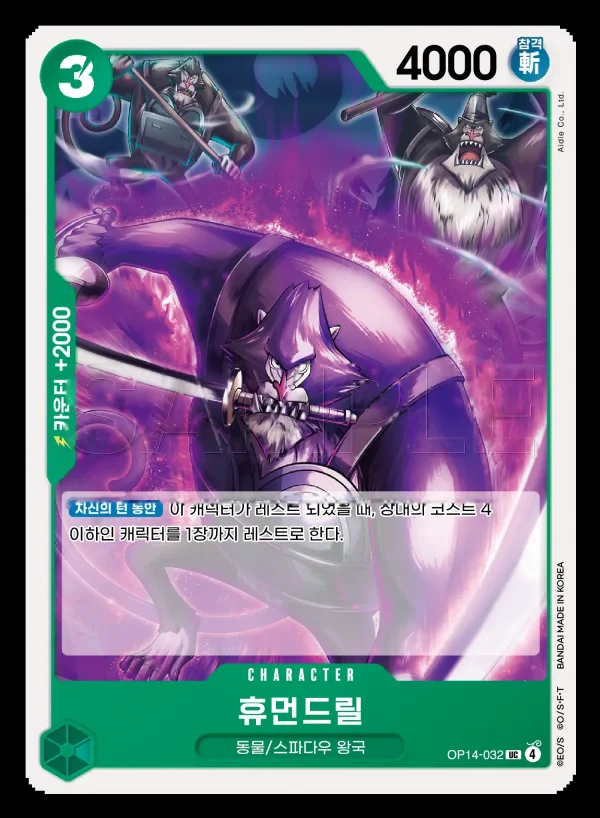 3
4000
참격
斬
Aidle Co., Ltd.
카운터 +2000
SAMPLE
차신의 턴 동안 이 캐릭터가 레스트 되었을 때, 상대의 코스트 4
이하인 캐릭터를 1장까지 레스트로 한다.
BANDAI MADE IN KOREA
©E.O/S ©O/S·F·T
CHARACTER
휴먼드릴
동물/스파다우 왕국
OP14-032 UC 4